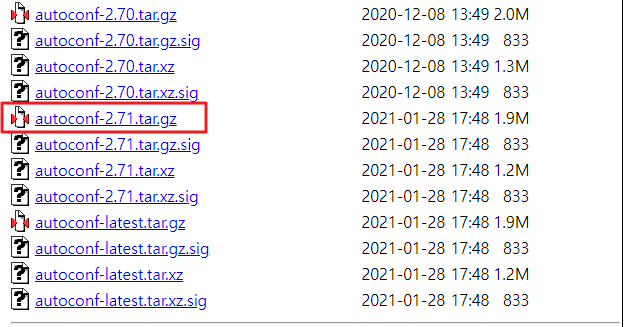 autoconf-2.70.tar.gz 2020-12-08 13:49 2.0M
autoconf-2.70.tar.gz.sig 2020-12-08 13:49 833
autoconf-2.70.tar.xz 2020-12-08 13:49 1.3M
autoconf-2.70.tar.xz.sig 2020-12-08 13:49 833
autoconf-2.71.tar.gz 2021-01-28 17:48 1.9M
autoconf-2.71.tar.gz.sig 2021-01-28 17:48 833
autoconf-2.71.tar.xz 2021-01-28 17:48 1.2M
autoconf-2.71.tar.xz.sig 2021-01-28 17:48 833
autoconf-latest.tar.gz 2021-01-28 17:48 1.9M
autoconf-latest.tar.gz.sig 2021-01-28 17:48 833
autoconf-latest.tar.xz 2021-01-28 17:48 1.2M
autoconf-latest.tar.xz.sig 2021-01-28 17:48 833